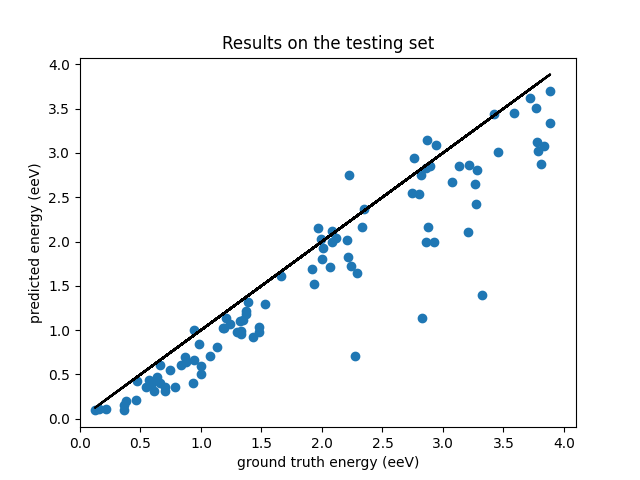 Results on the testing set
4.0
3.5
3.0
2.5
2.0
1.5
1.0
0.5
0.0
predicted energy (eeV)
0.0 0.5 1.0 1.5 2.0 2.5 3.0 3.5 4.0
ground truth energy (eeV)